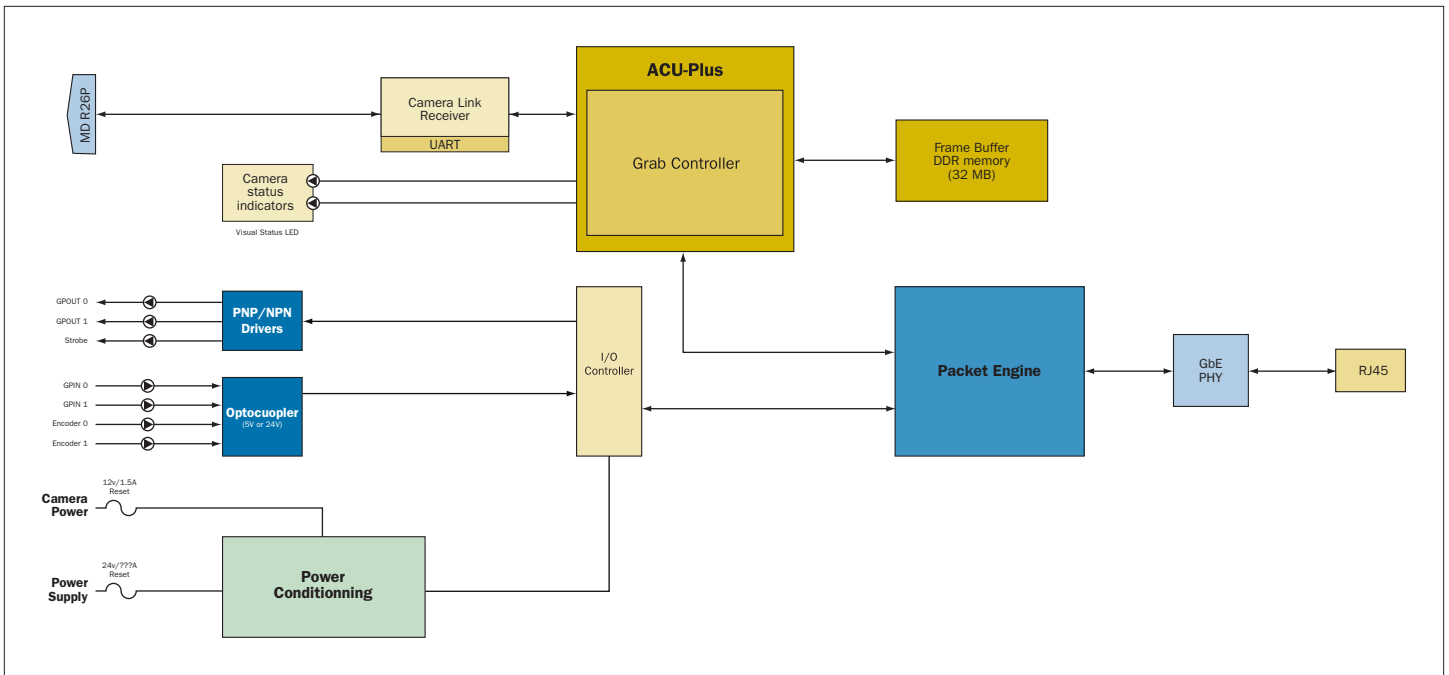 ACU-Plus
Grab Controller
MD R26P
Camera Link
Receiver
UART
Frame Buffer
DDR memory
(32 MB)
Camera
status
indicators
Visual Status LED
GPOUT 0
GPOUT 1
Strobe
PNP/NPN
Drivers
I/O
Controller
Packet Engine
GbE
PHY
RJ45
GPIN 0
GPIN 1
Encoder 0
Encoder 1
Optocuopler
(5V or 24V)
Camera
Power
12v/1.5A
Reset
Power
Supply
24v/???A
Reset
Power
Conditionning